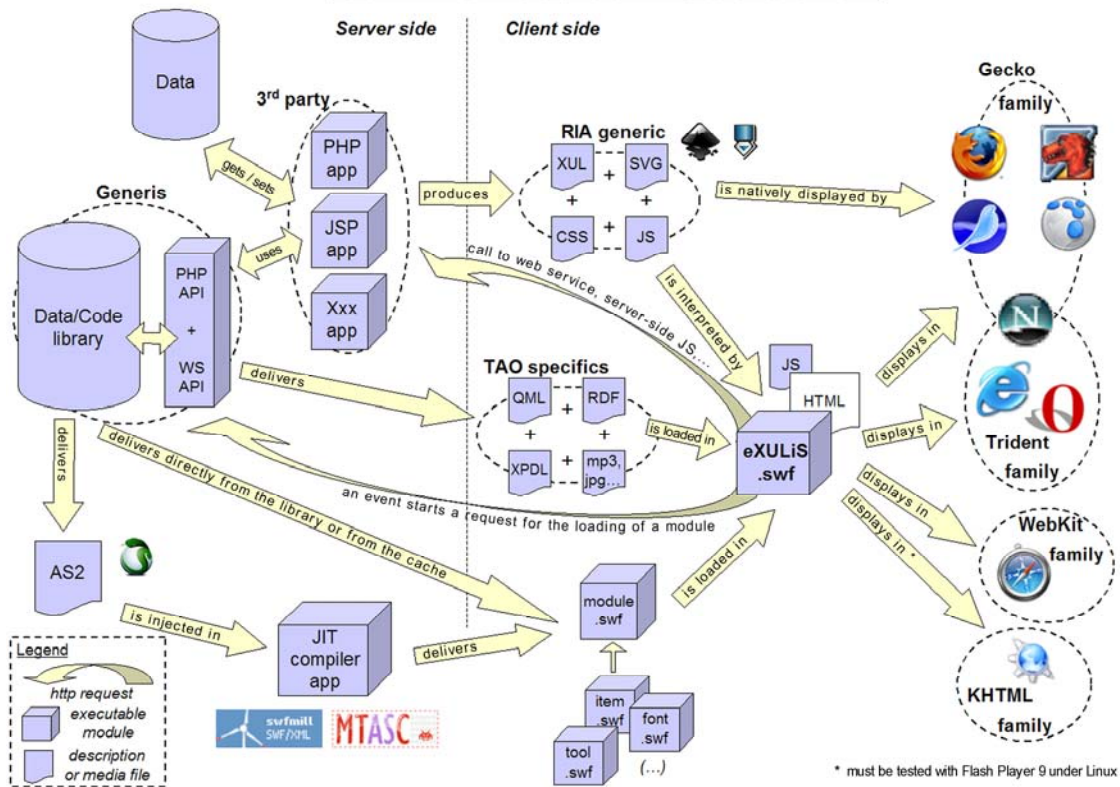 Server side
Client side
Data
3rd party
PHP
app
JSP
app
Xxx
app
gets / sets
uses
Generis
Data/Code
library
PHP
API
+
WS
API
produces
RIA generic
XUL
+
SVG
+
+
CSS
+
JS
is natively displayed by
Gecko
family
call to web service, server-side JS,...
is interpreted by
delivers
TAO specifics
QML
+
RDF
+
+
XPDL
+
mp3,
jpg...
is loaded in
JS
HTML
eXULiS
.swf
displays in
displays in
displays in
displays in *
N
Trident
family
WebKit
family
KHTML
family
delivers
delivers directly from the library or from the cache
an event starts a request for the loading of a module
AS2
is injected in
JIT
compiler
app
delivers
module
.swf
is loaded in
item
.swf
font
.swf
tool
.swf
(...)
swfmill
SWF/XML
MTASC
Legend
http request
executable
module
description
or media file
* must be tested with Flash Player 9 under Linux